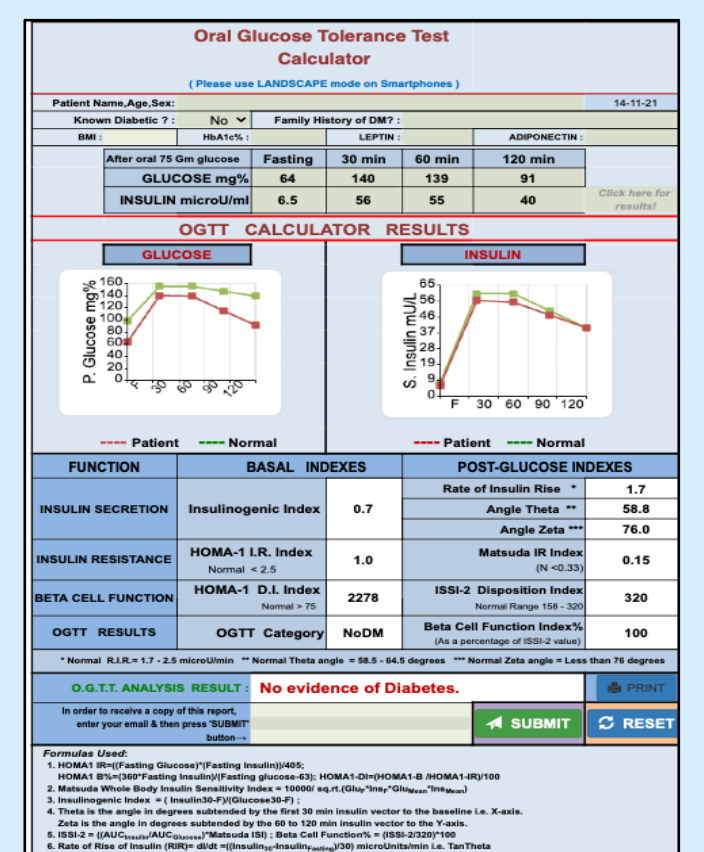 Oral Glucose Tolerance Test
Calculator
( Please use LANDSCAPE mode on Smartphones )
Patient Name,Age,Sex: 14-11-21
Known Diabetic ? : No Family History of DM? :
BMI : HbA1c% : LEPTIN : ADIPONECTIN :
After oral 75 Gm glucose Fasting 30 min 60 min 120 min
GLUCOSE mg% 64 140 139 91
INSULIN microU/ml 6.5 56 55 40
Click here for
results!
OGTT CALCULATOR RESULTS
GLUCOSE
P. Glucose mg%
160
140
120
100
80
60
40
20
0
F 30 60 90 120
---- Patient ---- Normal
INSULIN
S. Insulin mU/L
65
56
46
37
28
19
9
0
F 30 60 90 120
---- Patient ---- Normal
FUNCTION BASAL INDEXES POST-GLUCOSE INDEXES
INSULIN SECRETION Insulinogenic Index 0.7
Rate of Insulin Rise * 1.7
Angle Theta ** 58.8
Angle Zeta *** 76.0
INSULIN RESISTANCE HOMA-1 I.R. Index 1.0
Normal < 2.5
Matsuda IR Index 0.15
(N <0.33)
BETA CELL FUNCTION HOMA-1 D.I. Index 2278
Normal > 75
ISSI-2 Disposition Index 320
Normal Range 158 - 320
OGTT RESULTS OGTT Category NoDM
Beta Cell Function Index% 100
(As a percentage of ISSI-2 value)
* Normal R.I.R.= 1.7 - 2.5 microU/min ** Normal Theta angle = 58.5 - 64.5 degrees *** Normal Zeta angle = Less than 76 degrees
O.G.T.T. ANALYSIS RESULT : No evidence of Diabetes. PRINT
In order to receive a copy
of this report,
enter your email & then press 'SUBMIT'
button→
SUBMIT RESET
Formulas Used:
1. HOMA1 IR=((Fasting Glucose)*(Fasting Insulin))/405;
HOMA1 B%=(360*Fasting Insulin)/(Fasting glucose-63); HOMA1-DI=(HOMA1-B /HOMA1-IR)/100
2. Matsuda Whole Body Insulin Sensitivity Index = 10000/ sq.rt.(GluF*InsF*GluMean*InsMean)
3. Insulinogenic Index = ( Insulin30-F)/(Glucose30-F) ;
4. Theta is the angle in degrees subtended by the first 30 min insulin vector to the baseline i.e. X-axis.
Zeta is the angle in degrees subtended by the 60 to 120 min insulin vector to the Y-axis.
5. ISSI-2 = ((AUCInsulin/AUCGlucose)*Matsuda ISI) ; Beta Cell Function% = (ISSI-2/320)*100
6. Rate of Rise of Insulin (RIR)= dI/dt =((Insulin30-InsulinFasting)/30) microUnits/min i.e. TanTheta